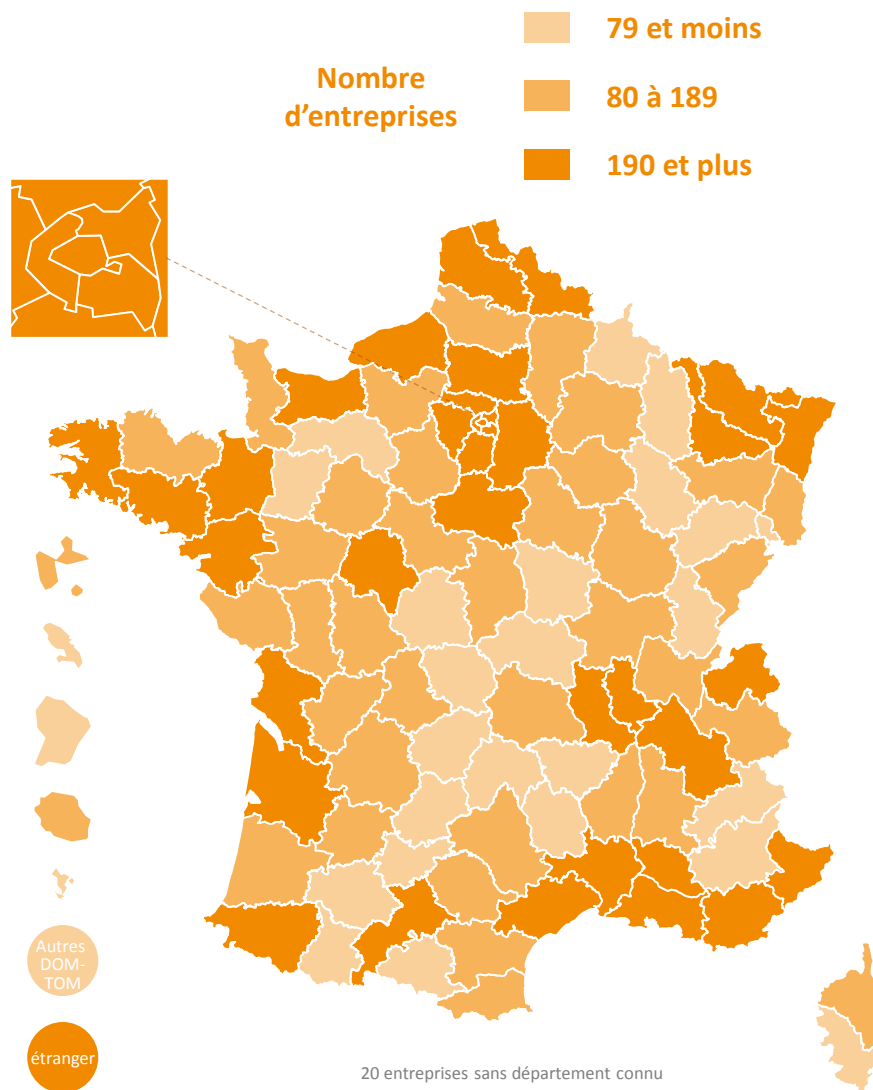 79 et moins
Nombre
d’entreprises
80 à 189
190 et plus
Autres
DOM-
TOM
étranger
20 entreprises sans département connu